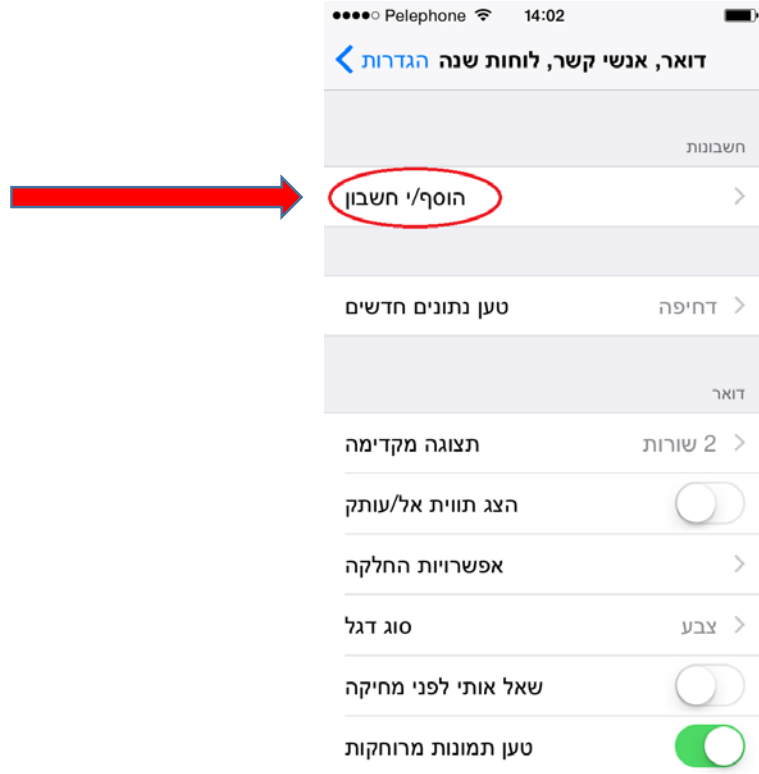 Pelephone 14:02
הגדרות דואר, אנשי קשר, לוחות שנה
חשבונות
הוסף/י חשבון
טען נתונים חדשים דחיפה
דואר
תצוגה מקדימה 2 שורות
הצג תווית אל/עותק
אפשרויות החלקה
סוג דגל צבע
שאל אותי לפני מחיקה
טען תמונות מרוחקות